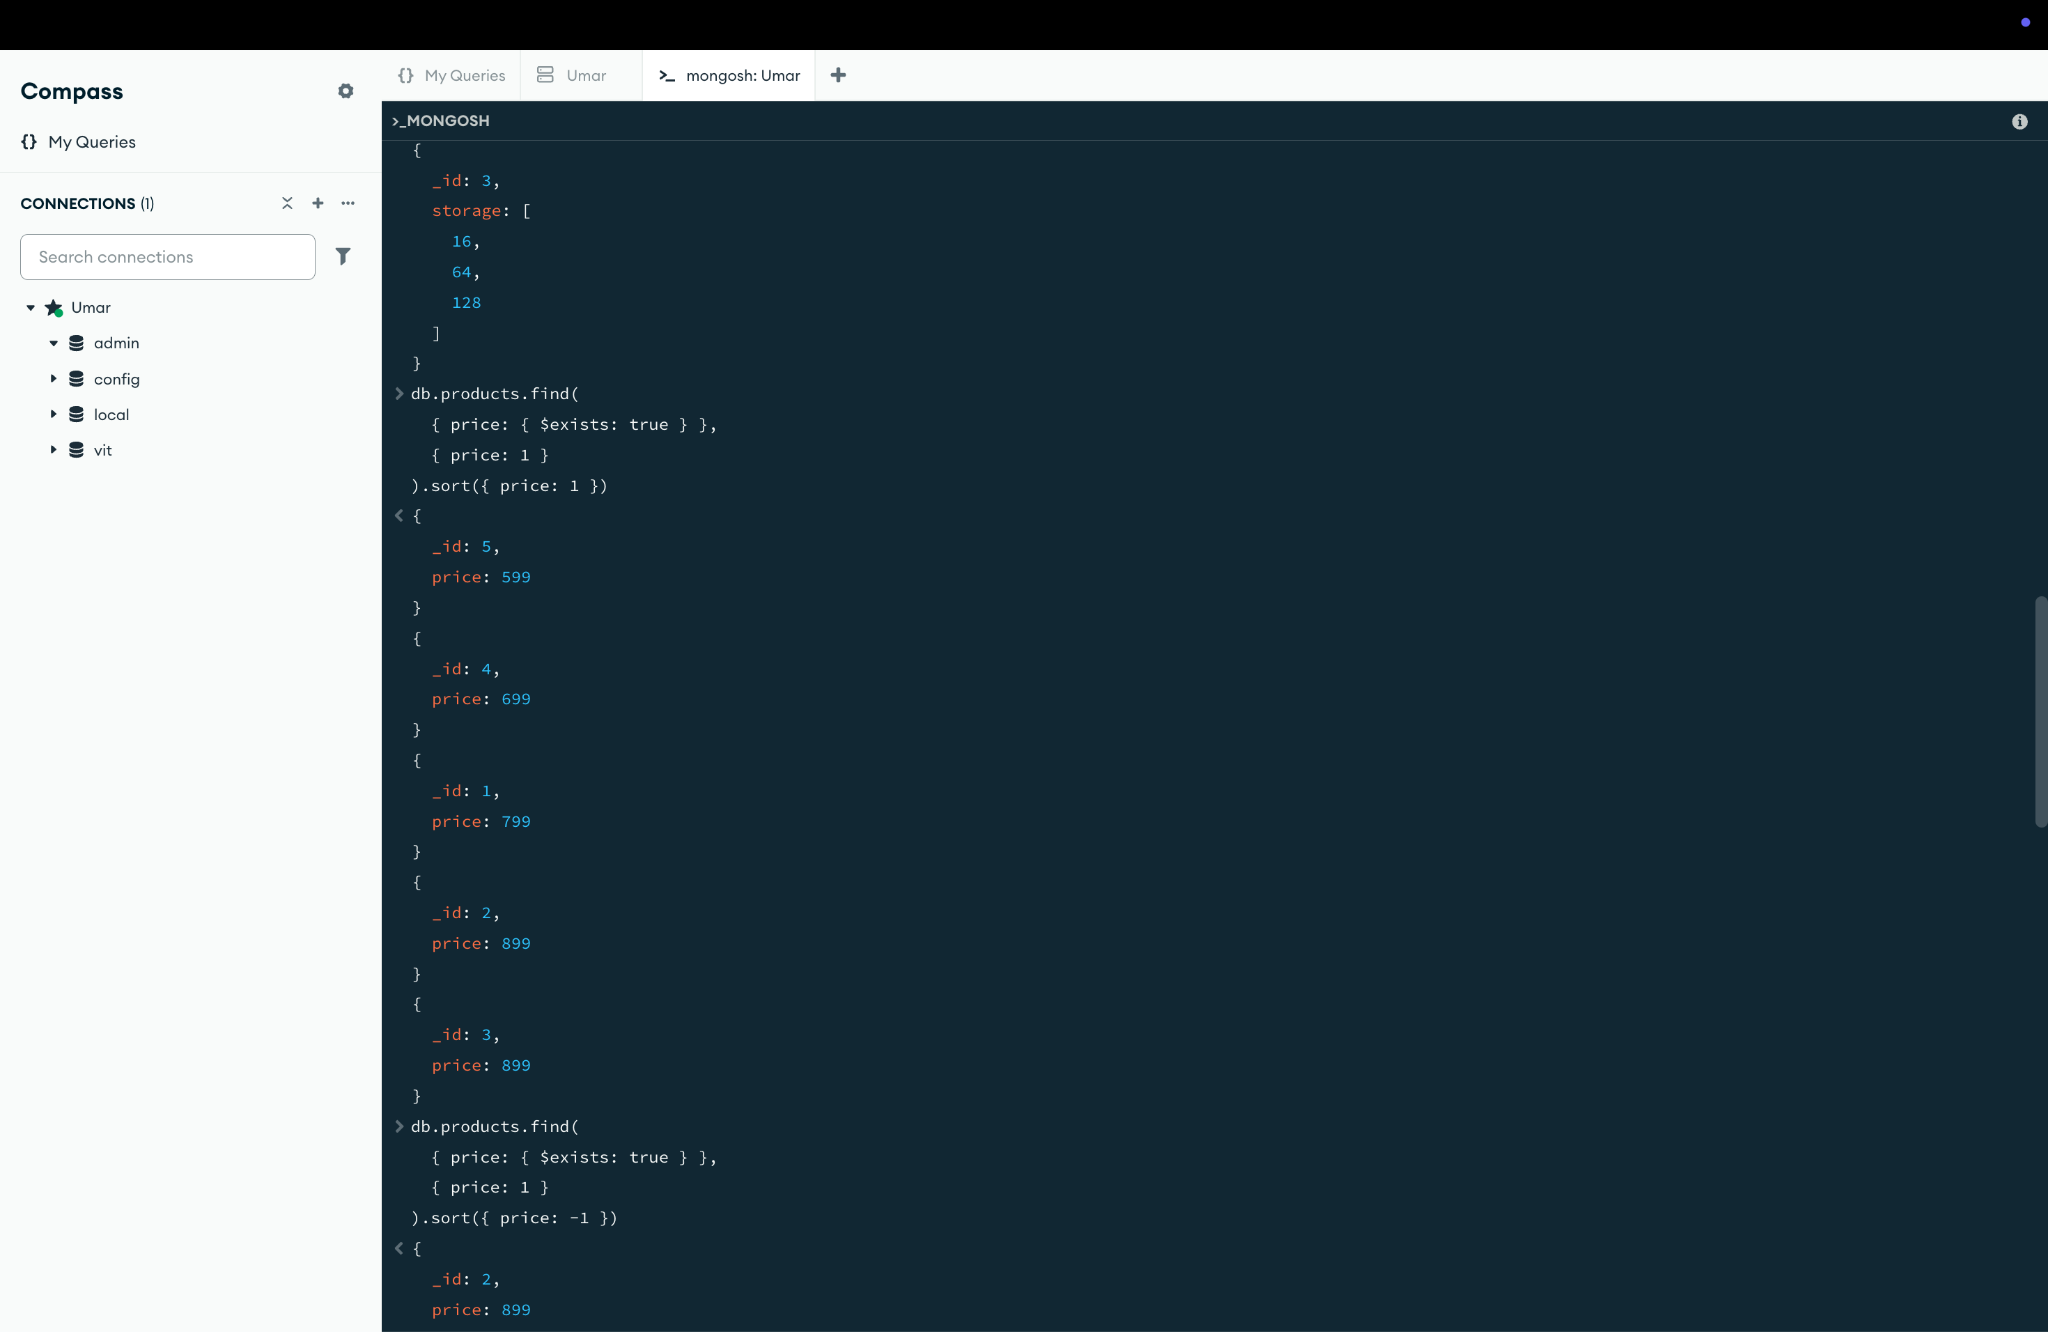 Compass
My Queries
CONNECTIONS (1)
Search connections
Umar
admin
config
local
vit
{} My Queries
Umar
>_ mongosh: Umar
>_MONGOSH
{
  _id: 3,
  storage: [
    16,
    64,
    128
  ]
}
> db.products.find(
  { price: { $exists: true } },
  { price: 1 }
).sort({ price: 1 })
< {
  _id: 5,
  price: 599
}
{
  _id: 4,
  price: 699
}
{
  _id: 1,
  price: 799
}
{
  _id: 2,
  price: 899
}
{
  _id: 3,
  price: 899
}
> db.products.find(
  { price: { $exists: true } },
  { price: 1 }
).sort({ price: -1 })
< {
  _id: 2,
  price: 899